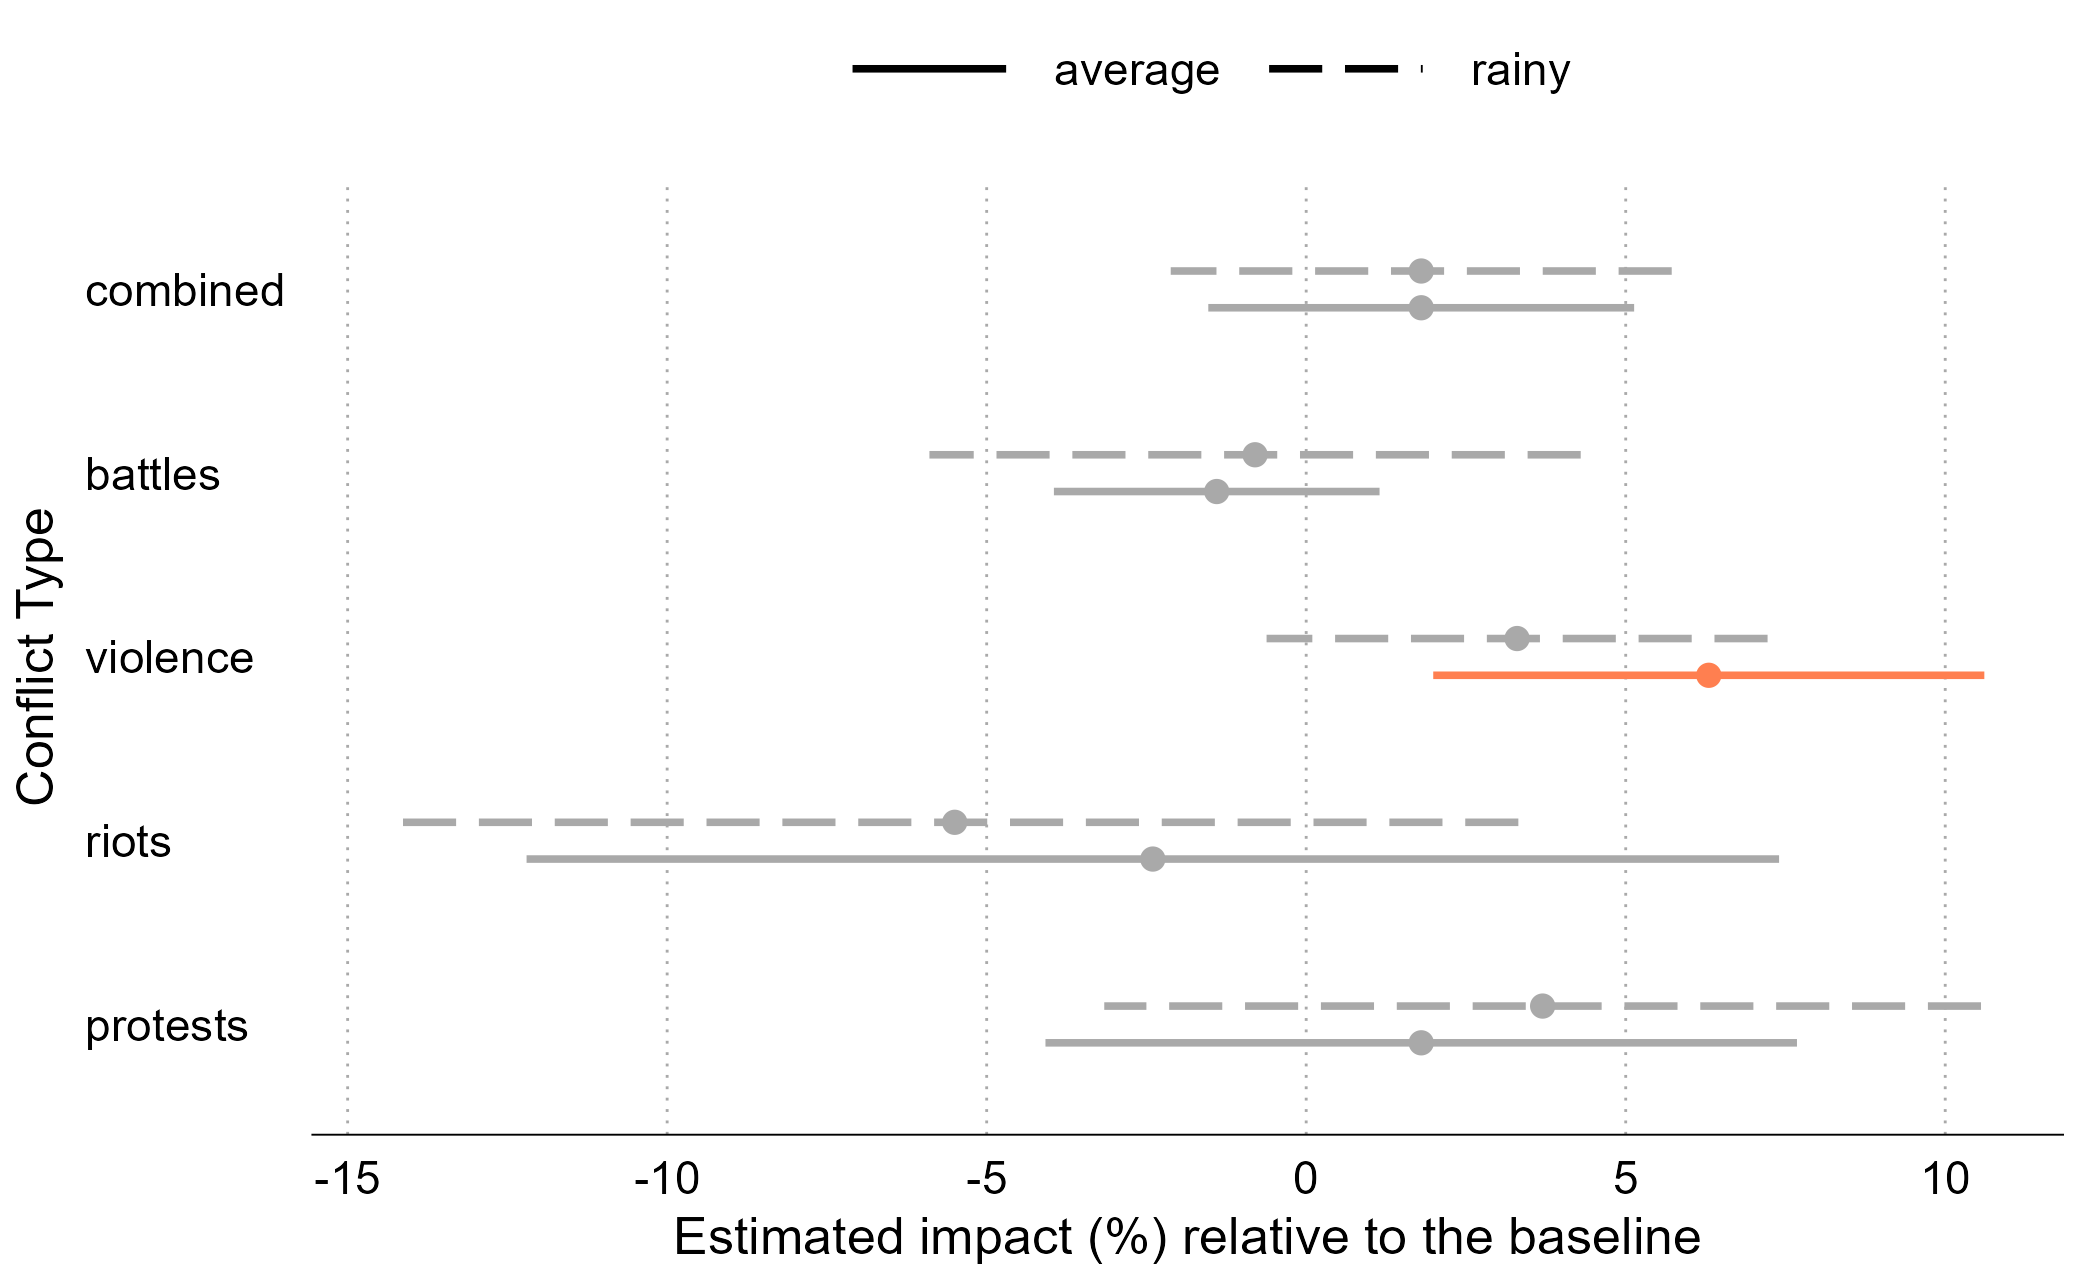 average rainy
combined
battles
violence
riots
protests
Conflict Type
-15 -10 -5 0 5 10
Estimated impact (%) relative to the baseline